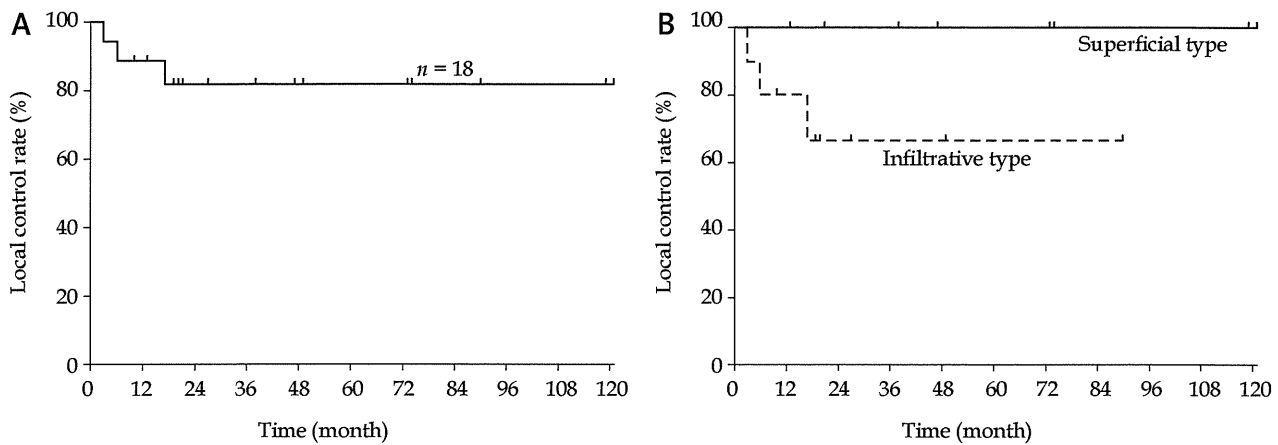 A
100
80
60
40
20
0
Local control rate (%)
n = 18
0 12 24 36 48 60 72 84 96 108 120
Time (month)
B
100
80
60
40
20
0
Local control rate (%)
Superficial type
Infiltrative type
0 12 24 36 48 60 72 84 96 108 120
Time (month)